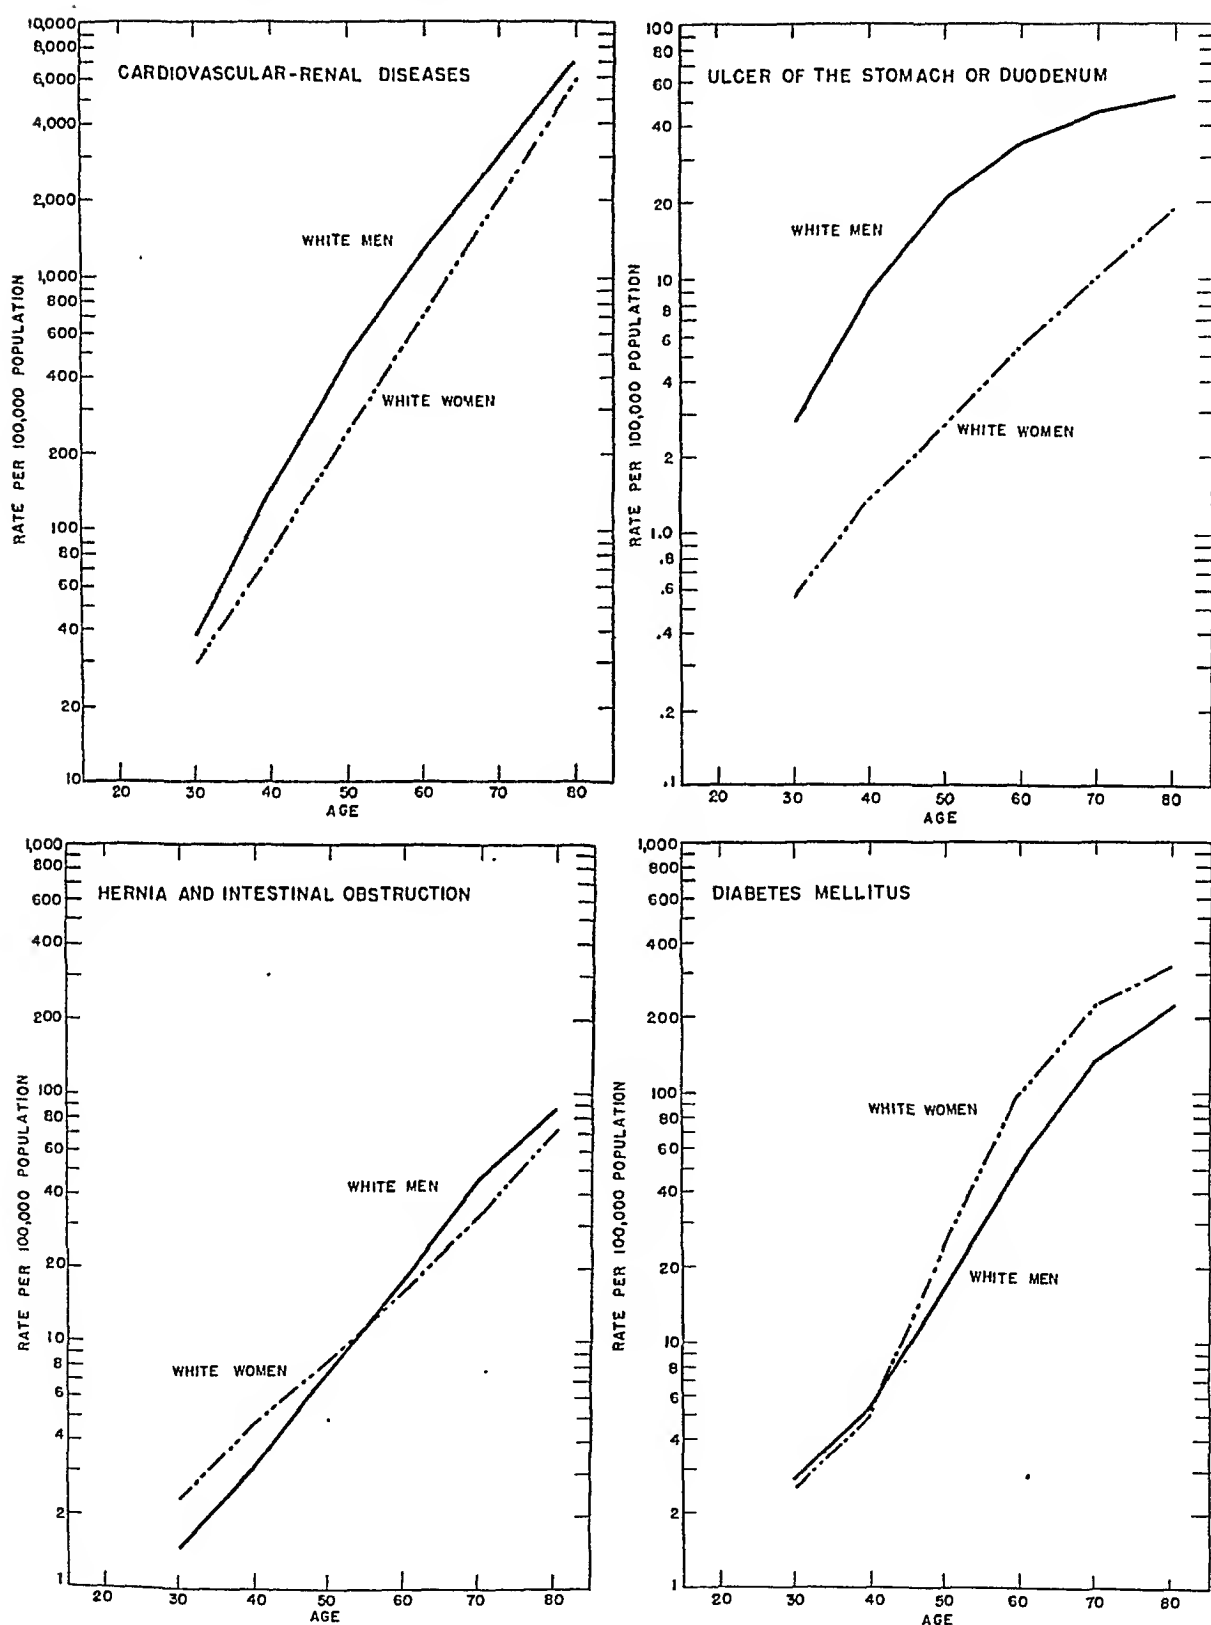 CARDIOVASCULAR-RENAL DISEASES
10,000
8,000
6,000
4,000
2,000
1,000
800
600
400
200
100
80
60
40
20
10
RATE PER 100,000 POPULATION
WHITE MEN
WHITE WOMEN
20 30 40 50 60 70 80
AGE
ULCER OF THE STOMACH OR DUODENUM
100
80
60
40
20
10
8
6
4
2
1.0
.8
.6
.4
.2
.1
RATE PER 100,000 POPULATION
WHITE MEN
WHITE WOMEN
20 30 40 50 60 70 80
AGE
HERNIA AND INTESTINAL OBSTRUCTION
1,000
800
600
400
200
100
80
60
40
20
10
8
6
4
2
1
RATE PER 100,000 POPULATION
WHITE MEN
WHITE WOMEN
20 30 40 50 60 70 80
AGE
DIABETES MELLITUS
1,000
800
600
400
200
100
80
60
40
20
10
8
6
4
2
1
RATE PER 100,000 POPULATION
WHITE WOMEN
WHITE MEN
20 30 40 50 60 70 80
AGE